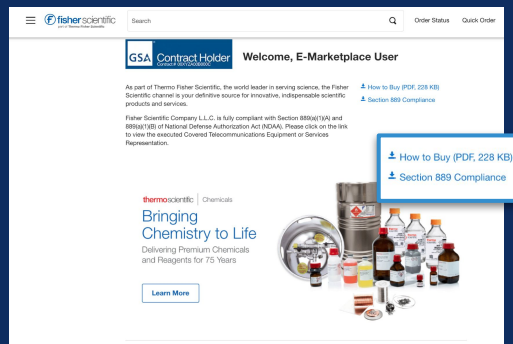 fisher scientific
part of Thermo Fisher Scientific
Search
Order Status
Quick Order
GSA Contract Holder
Welcome, E-Marketplace User
As part of Thermo Fisher Scientific, the world leader in serving science, the Fisher
Scientific channel is your definitive source for innovative, indispensable scientific
products and services.
Fisher Scientific Company L.L.C. is fully compliant with Section 889(a)(1)(A) and
889(a)(1)(B) of National Defense Authorization Act (NDAA). Please click on the link
to view the executed Covered Telecommunications Equipment or Services
Representation.
How to Buy (PDF, 228 KB)
Section 889 Compliance
How to Buy (PDF, 228 KB)
Section 889 Compliance
thermo scientific | Chemicals
Bringing
Chemistry to Life
Delivering Premium Chemicals
and Reagents for 75 Years
Learn More